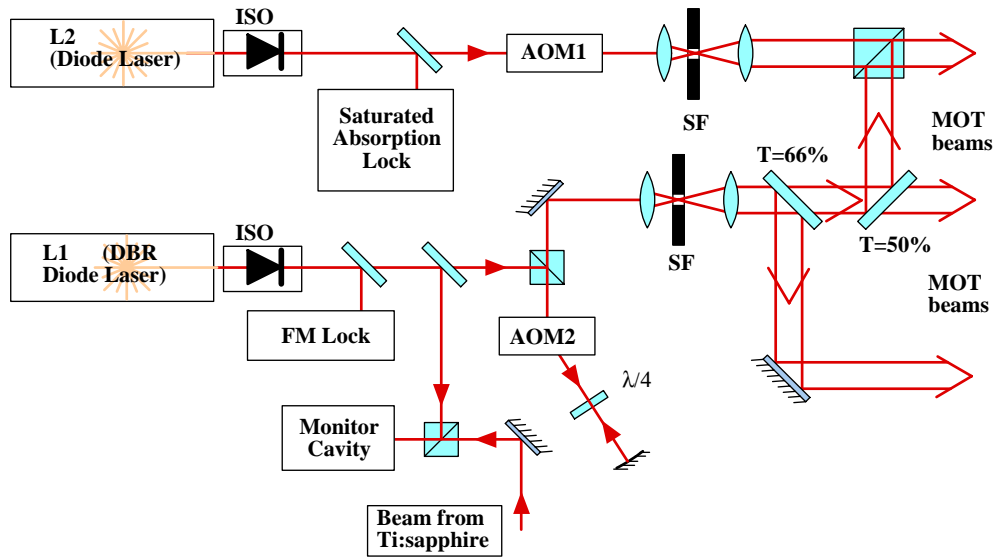 ISO
L2
(Diode Laser)
AOM1
Saturated
Absorption
Lock
SF
MOT
beams
T=66%
ISO
L1 (DBR
Diode Laser)
T=50%
SF
FM Lock
AOM2
MOT
beams
λ/4
Monitor
Cavity
Beam from
Ti:sapphire